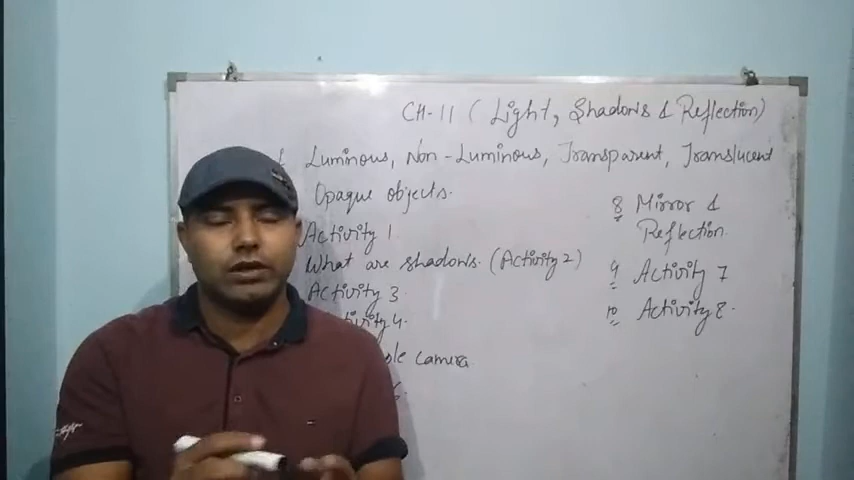 CH-11 (Light, Shadows & Reflection)
Luminous, Non-Luminous, Transparent, Translucent
Opaque objects.
Activity 1
What are shadows. (Activity 2)
Activity 3
camera
8 Mirror &
Reflection.
9 Activity 7
10 Activity 8.